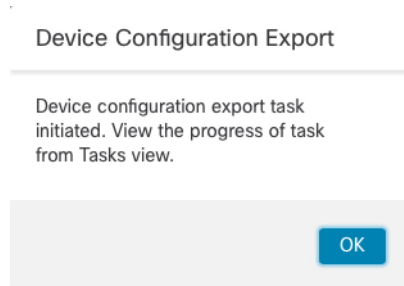 Device Configuration Export
Device configuration export task
initiated. View the progress of task
from Tasks view.
OK